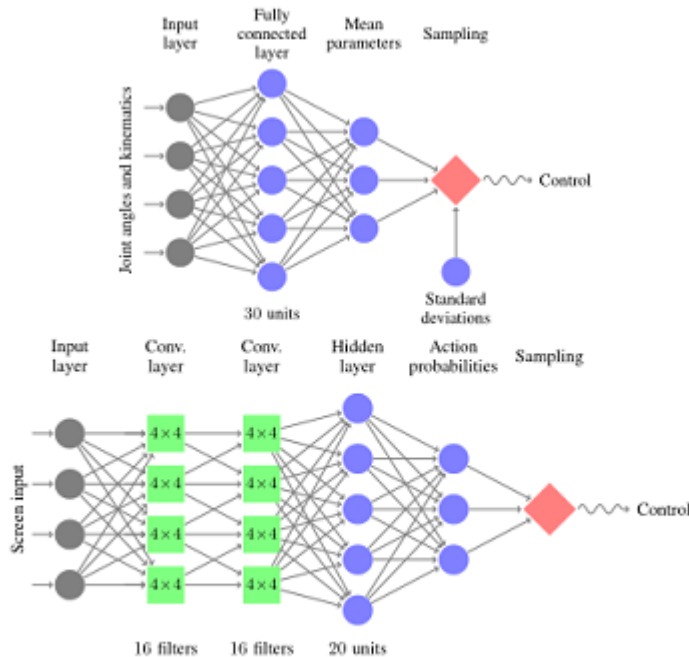 Input
layer
Fully
connected
layer
Mean
parameters
Sampling
Joint angles and kinematics
Control
30 units
Standard
deviations
Input
layer
Conv.
layer
Conv.
layer
Hidden
layer
Action
probabilities
Sampling
Screen input
4×4
4×4
4×4
4×4
4×4
4×4
4×4
4×4
Control
16 filters
16 filters
20 units